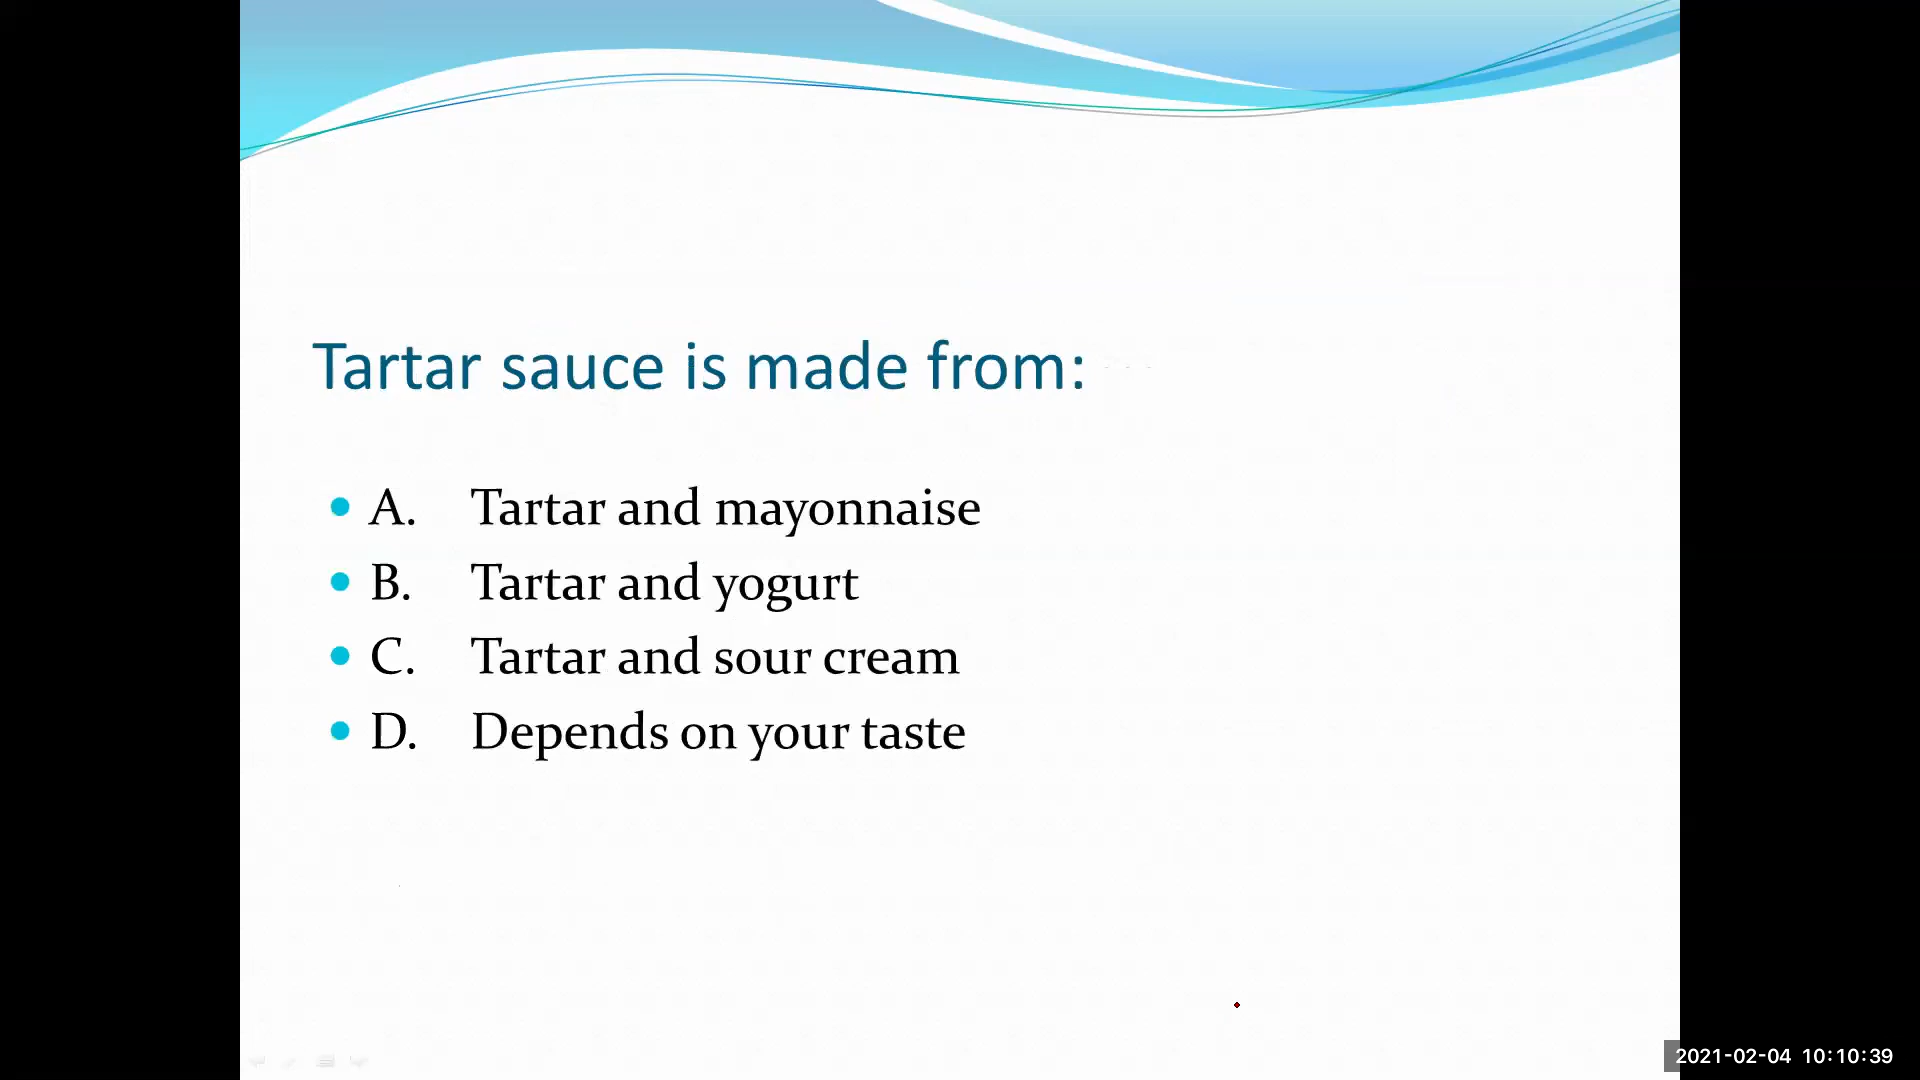 Tartar sauce is made from:
A. Tartar and mayonnaise
B. Tartar and yogurt
C. Tartar and sour cream
D. Depends on your taste
2021-02-04 10:10:39